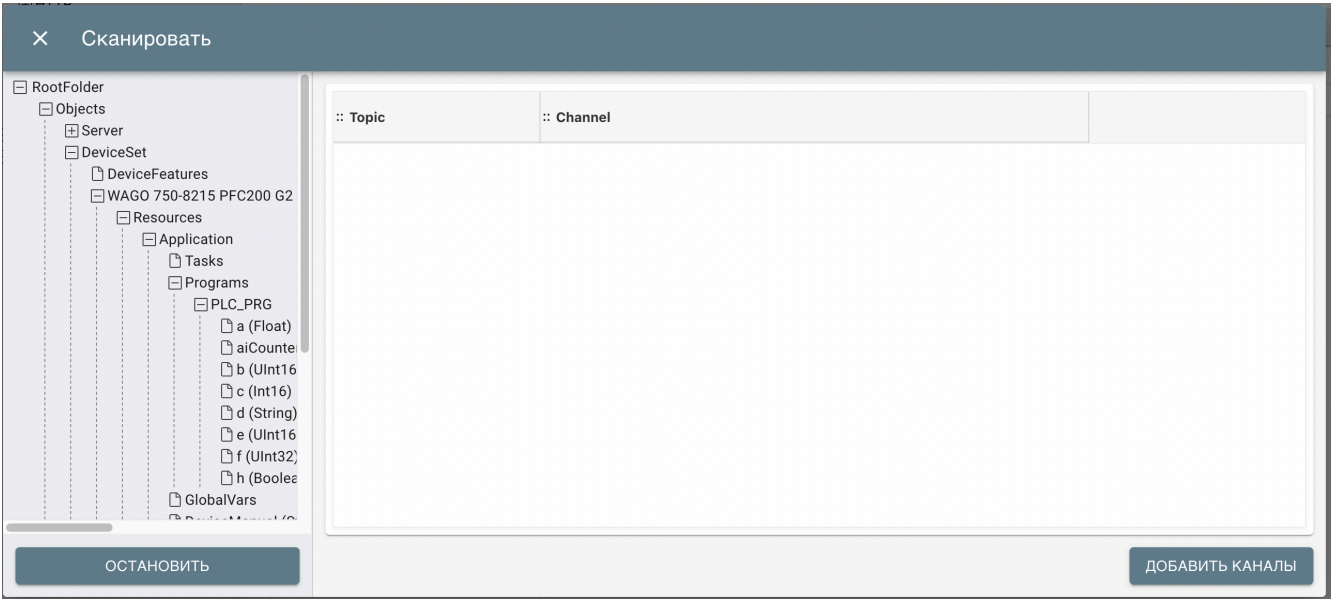 Сканировать
RootFolder
Objects
Server
DeviceSet
DeviceFeatures
WAGO 750-8215 PFC200 G2
Resources
Application
Tasks
Programs
PLC_PRG
a (Float)
aiCounte
b (UInt16
c (Int16)
d (String)
e (UInt16
f (UInt32)
h (Boolea
GlobalVars
ОСТАНОВИТЬ
:: Topic
:: Channel
ДОБАВИТЬ КАНАЛЫ